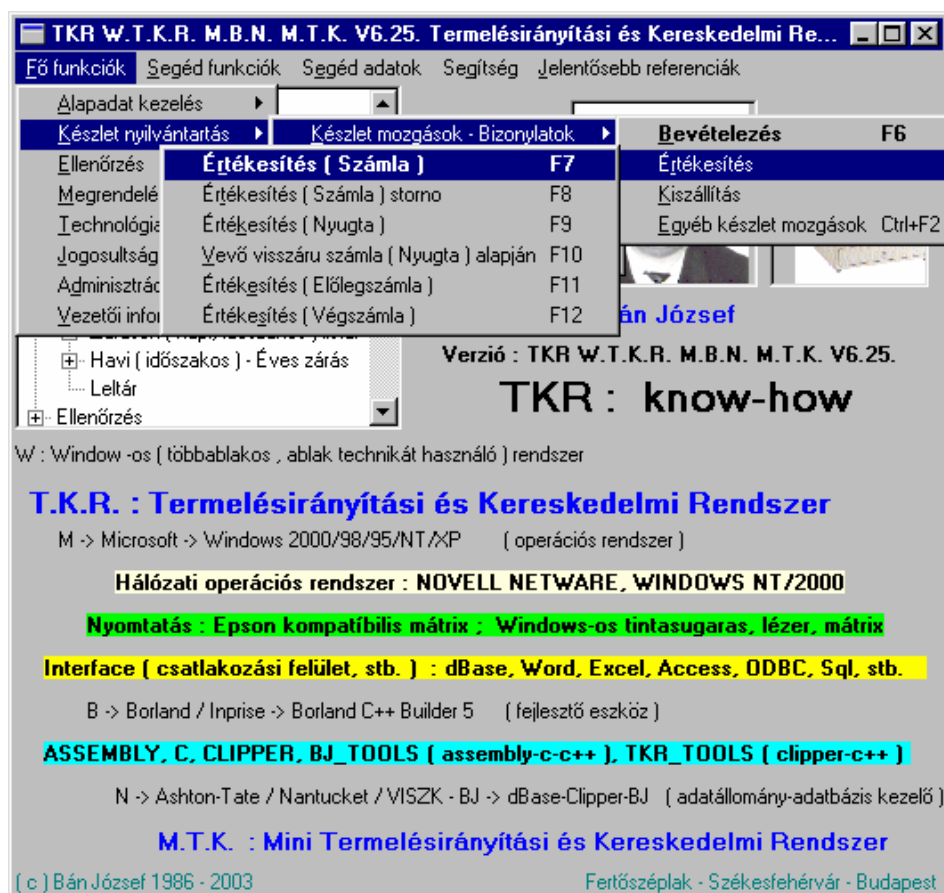 TKR W.T.K.R. M.B.N. M.T.K. V6.25. Termelésirányítási és Kereskedelmi Re...
Fő funkciók Segéd funkciók Segéd adatok Segítség Jelentősebb referenciák
Alapadat kezelés
Készlet nyilvántartás
Ellenőrzés
Megrendelé
Technológia
Jogosultság
Adminisztrác
Vezetői infor
Készlet mozgások - Bizonylatok
Bevételezés F6
Értékesítés
Kiszállítás
Egyéb készlet mozgások Ctrl+F2
Értékesítés ( Számla ) F7
Értékesítés ( Számla ) storno F8
Értékesítés ( Nyugta ) F9
Vevő visszáru számla ( Nyugta ) alapján F10
Értékesítés ( Előlegszámla ) F11
Értékesítés ( Végszámla ) F12
án József
Havi ( időszakos ) - Éves zárás
Leltár
Ellenőrzés
Verzió : TKR W.T.K.R. M.B.N. M.T.K. V6.25.
TKR : know-how
W : Window -os ( többablakos , ablak technikát használó ) rendszer
T.K.R. : Termelésirányítási és Kereskedelmi Rendszer
M -> Microsoft -> Windows 2000/98/95/NT/XP ( operációs rendszer )
Hálózati operációs rendszer : NOVELL NETWARE, WINDOWS NT/2000
Nyomtatás : Epson kompatíbilis mátrix ; Windows-os tintasugaras, lézer, mátrix
Interface ( csatlakozási felület, stb. ) : dBase, Word, Excel, Access, ODBC, Sql, stb.
B -> Borland / Inprise -> Borland C++ Builder 5 ( fejlesztő eszköz )
ASSEMBLY, C, CLIPPER, BJ_TOOLS ( assembly-c-c++ ), TKR_TOOLS ( clipper-c++ )
N -> Ashton-Tate / Nantucket / VISZK - BJ -> dBase-Clipper-BJ ( adatállomány-adatbázis kezelő )
M.T.K. : Mini Termelésirányítási és Kereskedelmi Rendszer
( c ) Bán József 1986 - 2003 Fertőszéplak - Székesfehérvár - Budapest